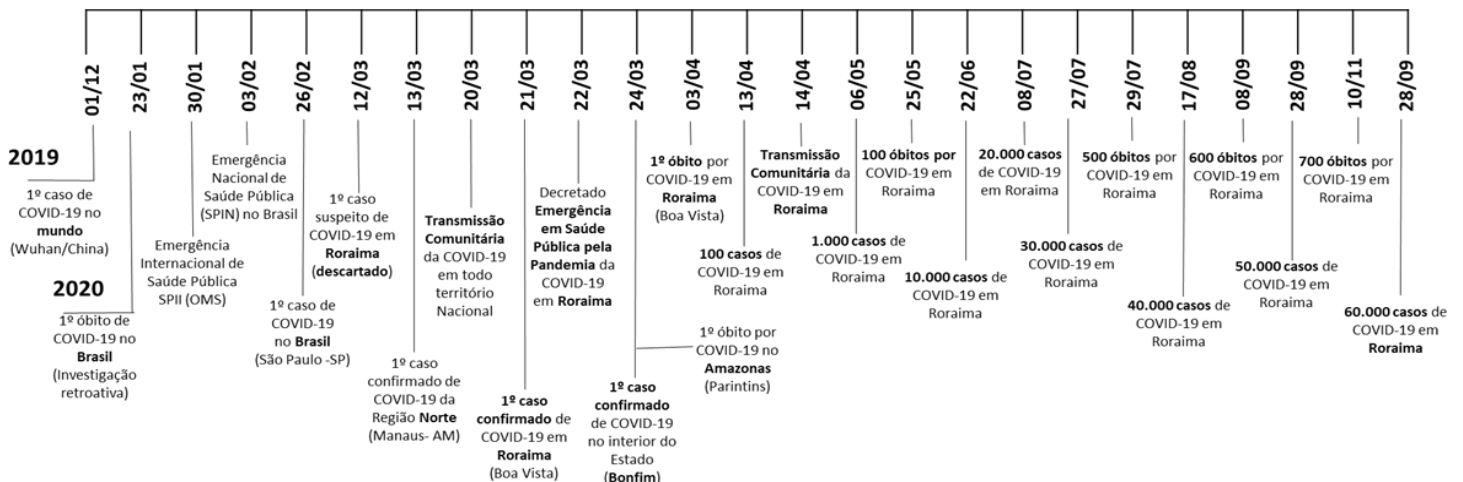 01/12
23/01
30/01
03/02
26/02
12/03
13/03
20/03
21/03
22/03
24/03
03/04
13/04
14/04
06/05
25/05
22/06
08/07
27/07
29/07
17/08
08/09
28/09
10/11
28/09
2019
1º caso de
COVID-19 no
mundo
(Wuhan/China)
2020
1º óbito de
COVID-19 no
Brasil
(Investigação
retroativa)
Emergência
Internacional de
Saúde Pública
SPII (OMS)
Emergência
Nacional de
Saúde Pública
(SPIN) no Brasil
1º caso de
COVID-19
no Brasil
(São Paulo -SP)
1º caso
suspeito de
COVID-19 em
Roraima
(descartado)
1º caso
confirmado de
COVID-19 da
Região Norte
(Manaus- AM)
Transmissão
Comunitária
da COVID-19
em todo
território
Nacional
1º caso
confirmado de
COVID-19 em
Roraima
(Boa Vista)
Decretado
Emergência
em Saúde
Pública pela
Pandemia da
COVID-19
em Roraima
1º caso
confirmado
de COVID-19
no interior do
Estado
(Bonfim)
1º óbito por
COVID-19 no
Amazonas
(Parintins)
1º óbito por
COVID-19 em
Roraima
(Boa Vista)
100 casos de
COVID-19 em
Roraima
Transmissão
Comunitária da
COVID-19 em
Roraima
1.000 casos de
COVID-19 em
Roraima
100 óbitos por
COVID-19 em
Roraima
10.000 casos de
COVID-19 em
Roraima
20.000 casos
de COVID-19
em Roraima
30.000 casos de
COVID-19 em
Roraima
500 óbitos por
COVID-19 em
Roraima
40.000 casos de
COVID-19 em
Roraima
600 óbitos por
COVID-19 em
Roraima
50.000 casos de
COVID-19 em
Roraima
700 óbitos por
COVID-19 em
Roraima
60.000 casos de
COVID-19 em
Roraima